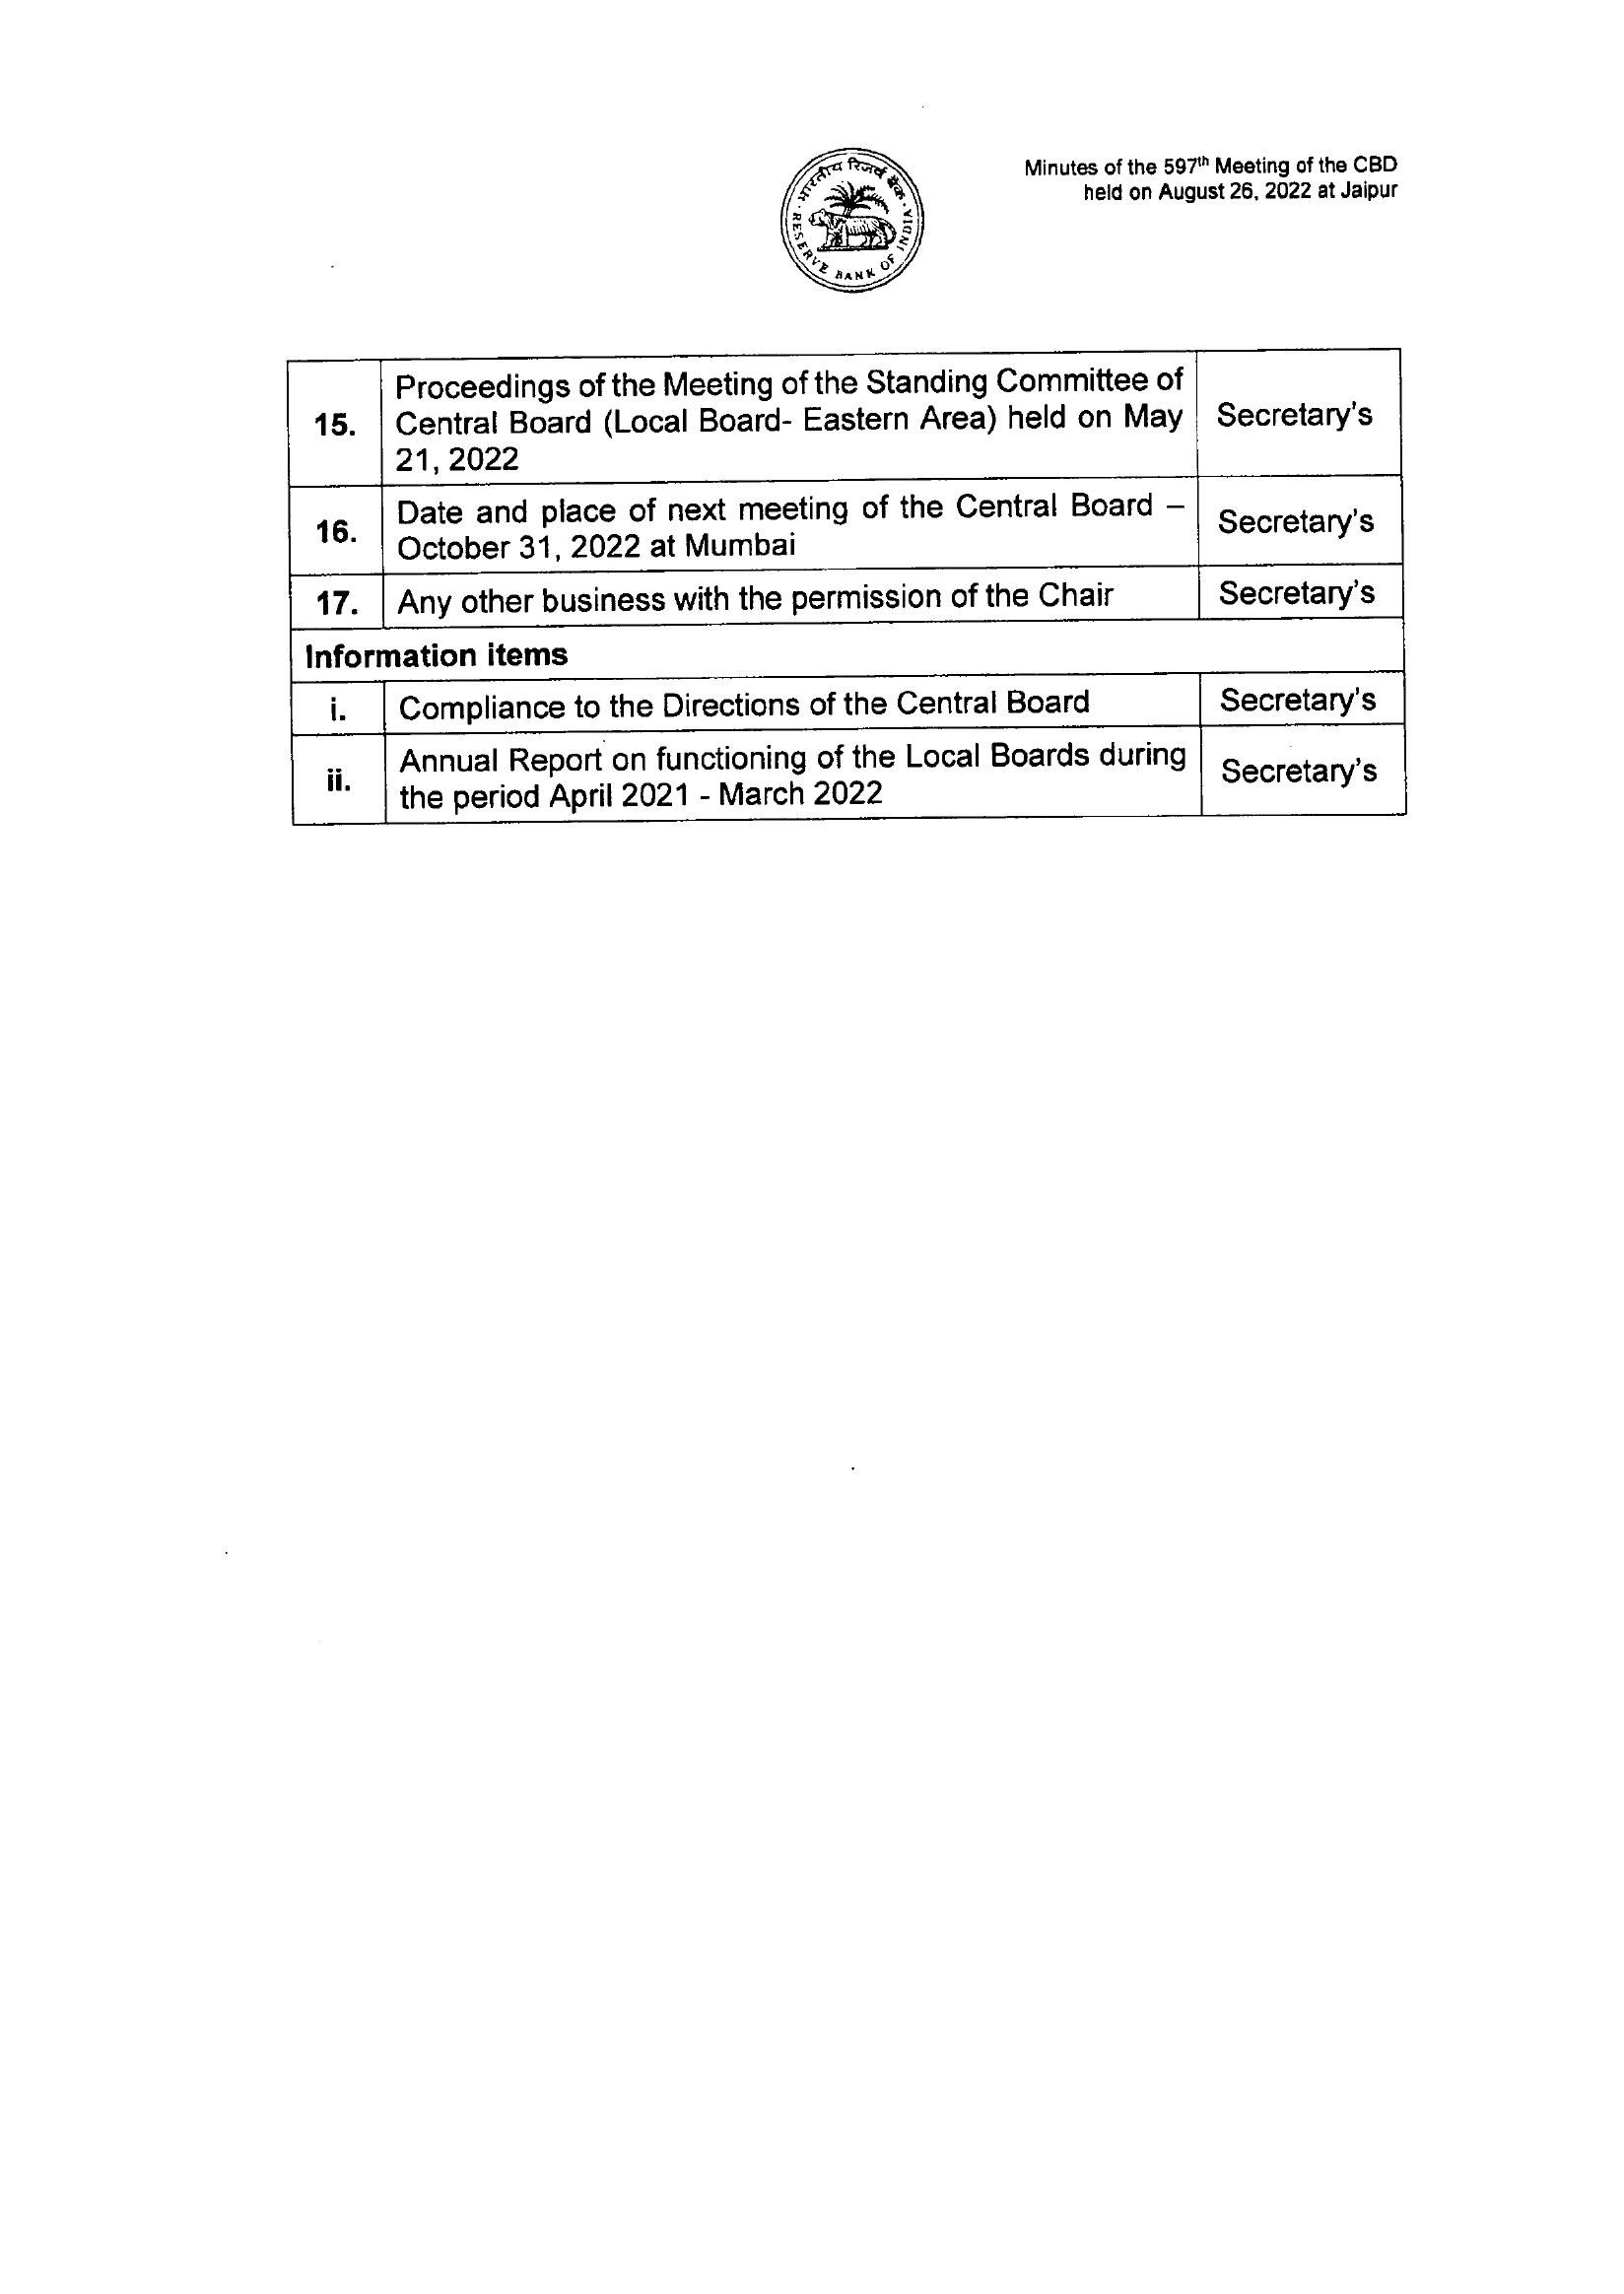 भारतीय रिज़र्व बैंक
RESERVE BANK OF INDIA
Minutes of the 597th Meeting of the CBD
held on August 26, 2022 at Jaipur
15.
Proceedings of the Meeting of the Standing Committee of
Central Board (Local Board- Eastern Area) held on May
21, 2022
Secretary's
16.
Date and place of next meeting of the Central Board –
October 31, 2022 at Mumbai
Secretary's
17.
Any other business with the permission of the Chair
Secretary's
Information items
i.
Compliance to the Directions of the Central Board
Secretary's
ii.
Annual Report on functioning of the Local Boards during
the period April 2021 - March 2022
Secretary's